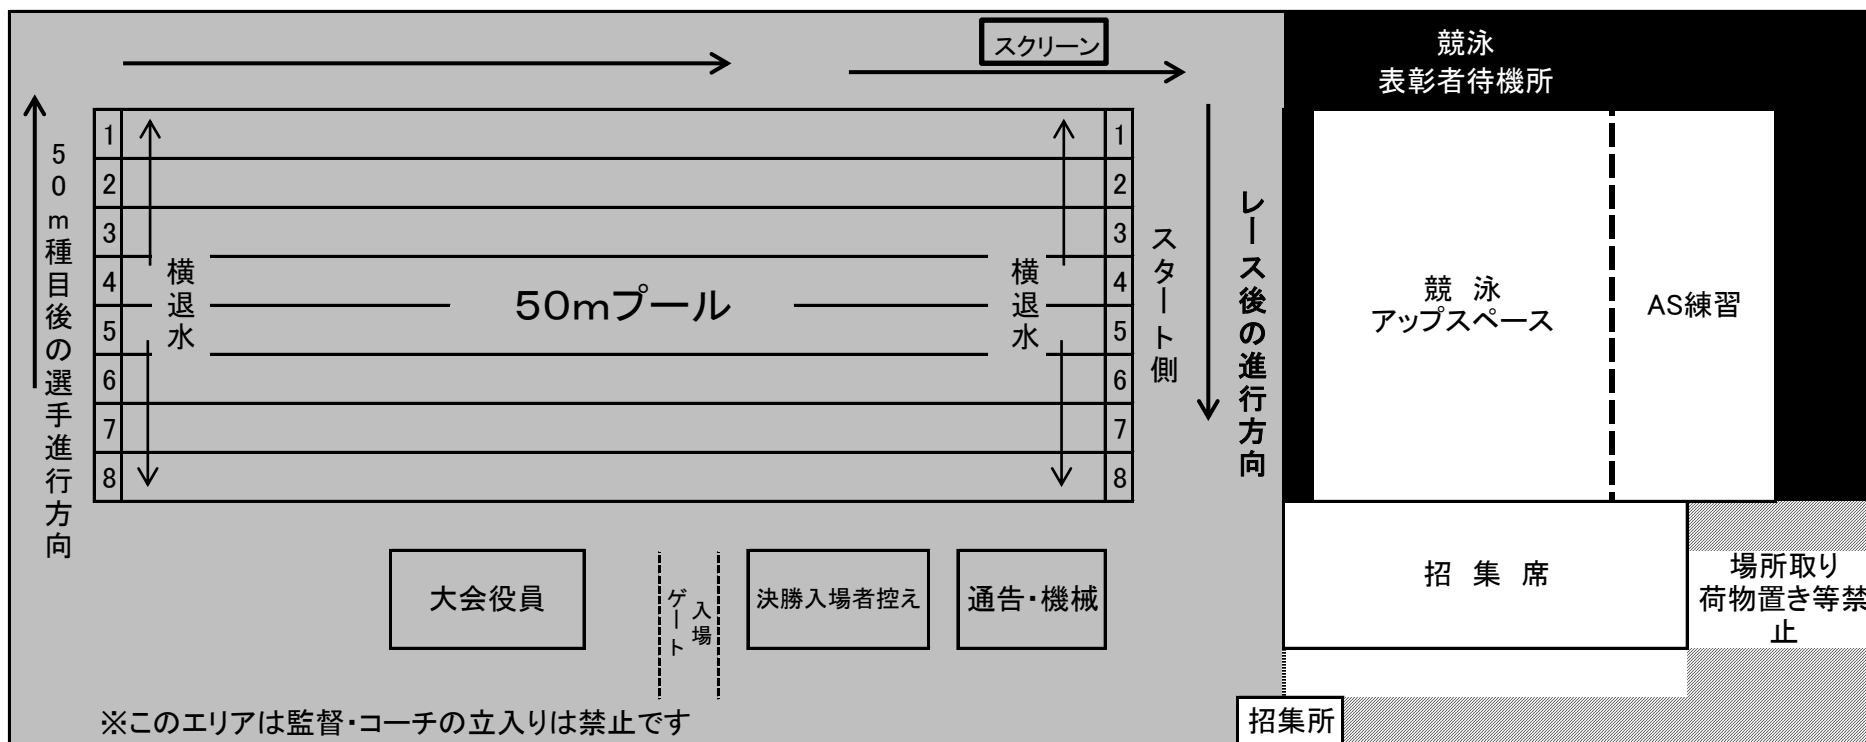 スクリーン
競泳
表彰者待機所
50m種目後の選手進行方向
1
2
3
4
5
6
7
8
横退水
50mプール
横退水
1
2
3
4
5
6
7
8
スタート側
レース後の進行方向
競 泳
アップスペース
AS練習
大会役員
入場
ゲート
決勝入場者控え
通告・機械
招 集 席
場所取り
荷物置き等禁
止
※このエリアは監督・コーチの立入りは禁止です
招集所